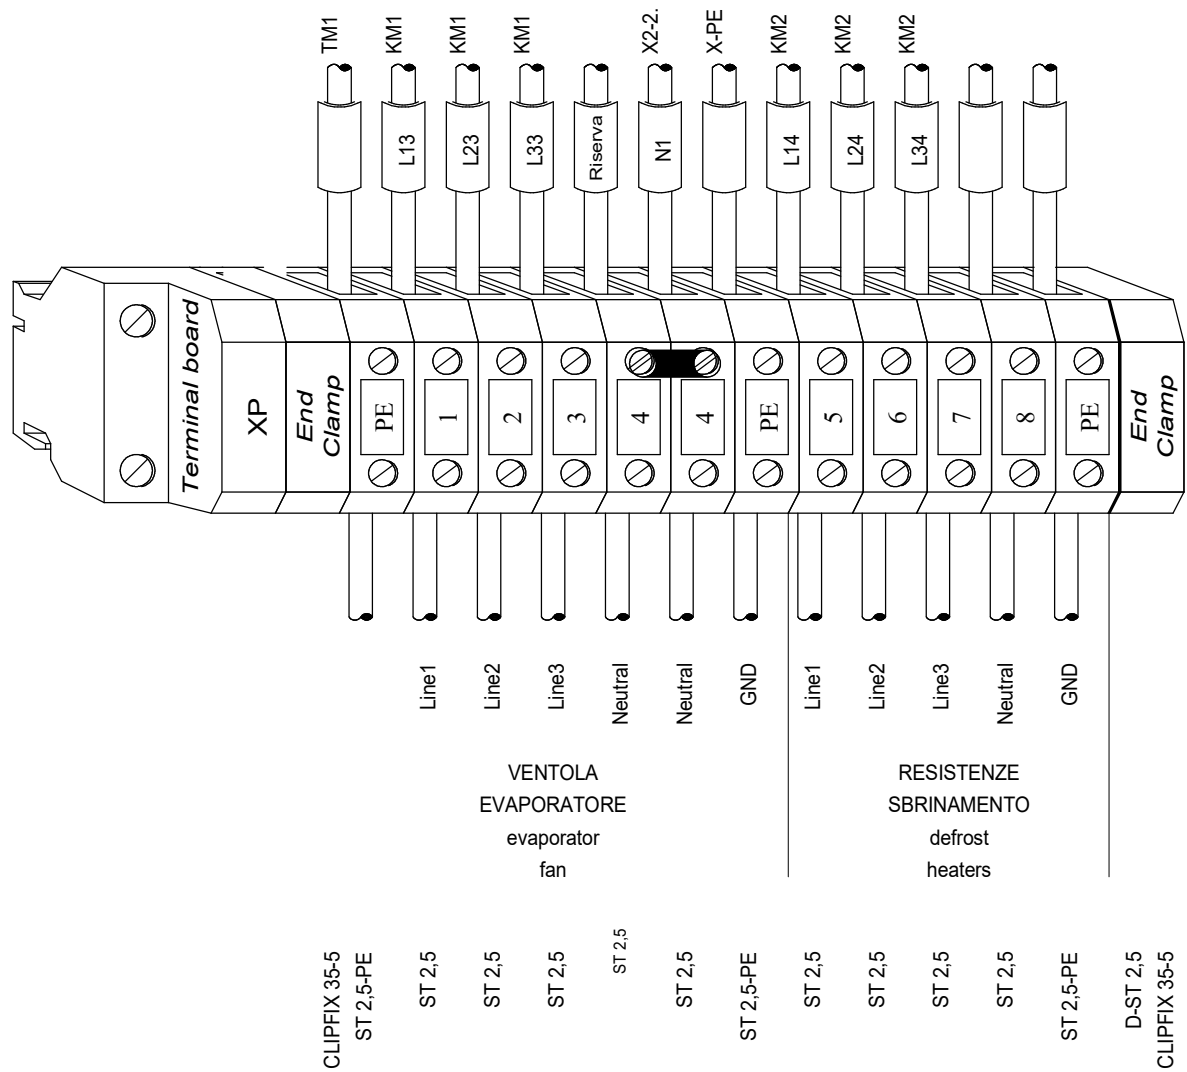 TM1
KM1
KM1
KM1
X2-2.
X-PE
KM2
KM2
KM2
L13
L23
L33
Riserva
N1
L14
L24
L34
Terminal board
XP
End
Clamp
PE
1
2
3
4
4
PE
5
6
7
8
PE
End
Clamp
Line1
Line2
Line3
Neutral
Neutral
GND
Line1
Line2
Line3
Neutral
GND
VENTOLA
EVAPORATORE
evaporator
fan
RESISTENZE
SBRINAMENTO
defrost
heaters
CLIPFIX 35-5
ST 2,5-PE
ST 2,5
ST 2,5
ST 2,5
ST 2,5
ST 2,5
ST 2,5-PE
ST 2,5
ST 2,5
ST 2,5
ST 2,5
ST 2,5-PE
D-ST 2,5
CLIPFIX 35-5